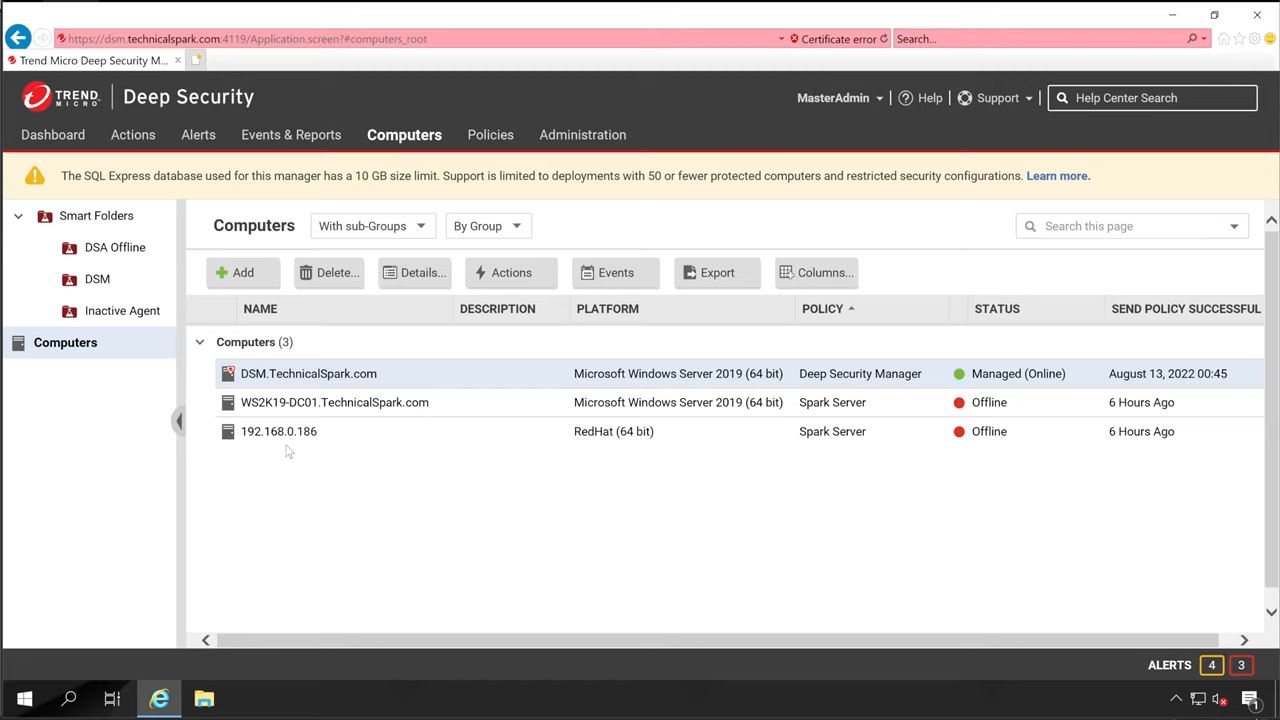 https://dsm.technicalspark.com:4119/Application.screen?#computers_root
Certificate error
Search...
Trend Micro Deep Security M...
TREND MICRO
Deep Security
MasterAdmin
Help
Support
Help Center Search
Dashboard
Actions
Alerts
Events & Reports
Computers
Policies
Administration
The SQL Express database used for this manager has a 10 GB size limit. Support is limited to deployments with 50 or fewer protected computers and restricted security configurations. Learn more.
Smart Folders
DSA Offline
DSM
Inactive Agent
Computers
Computers
With sub-Groups
By Group
Search this page
Add
Delete...
Details...
Actions
Events
Export
Columns...
NAME DESCRIPTION PLATFORM POLICY STATUS SEND POLICY SUCCESSFUL
Computers (3)
DSM.TechnicalSpark.com Microsoft Windows Server 2019 (64 bit) Deep Security Manager Managed (Online) August 13, 2022 00:45
WS2K19-DC01.TechnicalSpark.com Microsoft Windows Server 2019 (64 bit) Spark Server Offline 6 Hours Ago
192.168.0.186 RedHat (64 bit) Spark Server Offline 6 Hours Ago
ALERTS 4 3
1